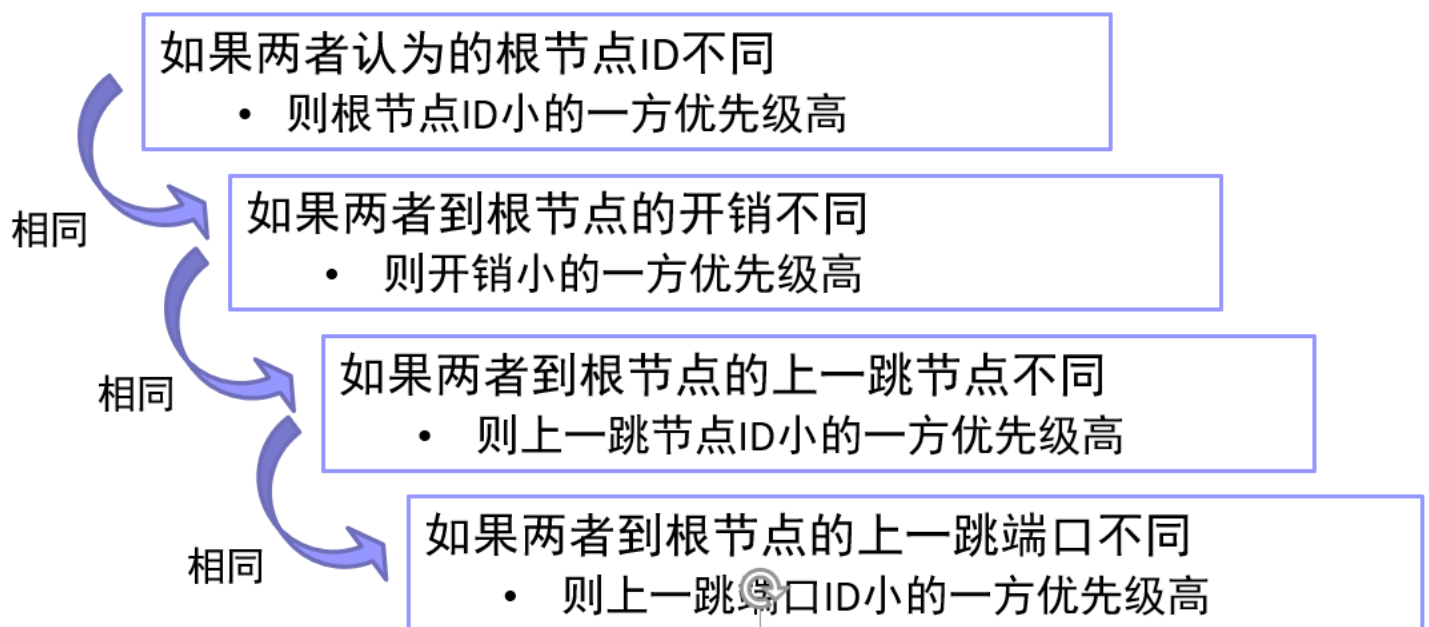 如果两者认为的根节点ID不同
• 则根节点ID小的一方优先级高
相同
如果两者到根节点的开销不同
• 则开销小的一方优先级高
相同
如果两者到根节点的上一跳节点不同
• 则上一跳节点ID小的一方优先级高
相同
如果两者到根节点的上一跳端口不同
• 则上一跳端口ID小的一方优先级高